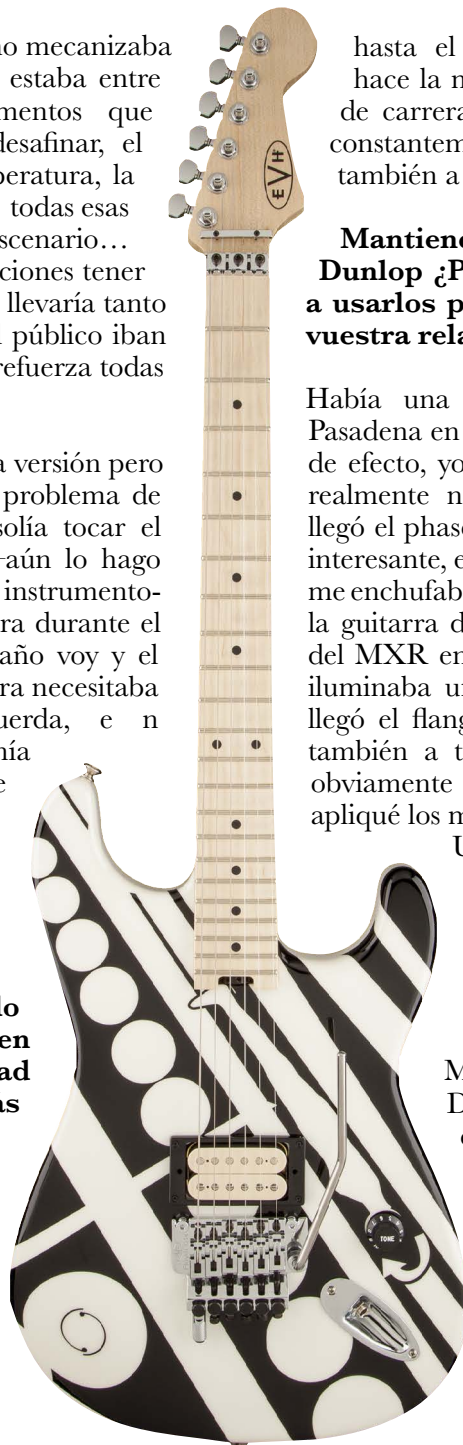 no mecanizaba
estaba entre
mentos que
desafinar, el
peratura, la
todas esas
scenario…
ciones tener
llevaría tanto
público iban
refuerza todas
a versión pero
problema de
solía tocar el
-aún lo hago
instrumento-
ra durante el
año voy y el
ra necesitaba
uerda, e n
nía
e
lo
en
ad
as
hasta el
hace la n
de carrera
constantem
también a
Mantiene
Dunlop ¿P
a usarlos p
vuestra rela
Había una
Pasadena en
de efecto, yo
realmente n
llegó el phase
interesante, e
me enchufab
la guitarra d
del MXR en
iluminaba u
llegó el flang
también a t
obviamente
apliqué los m
U
M
D
EVH
TONE